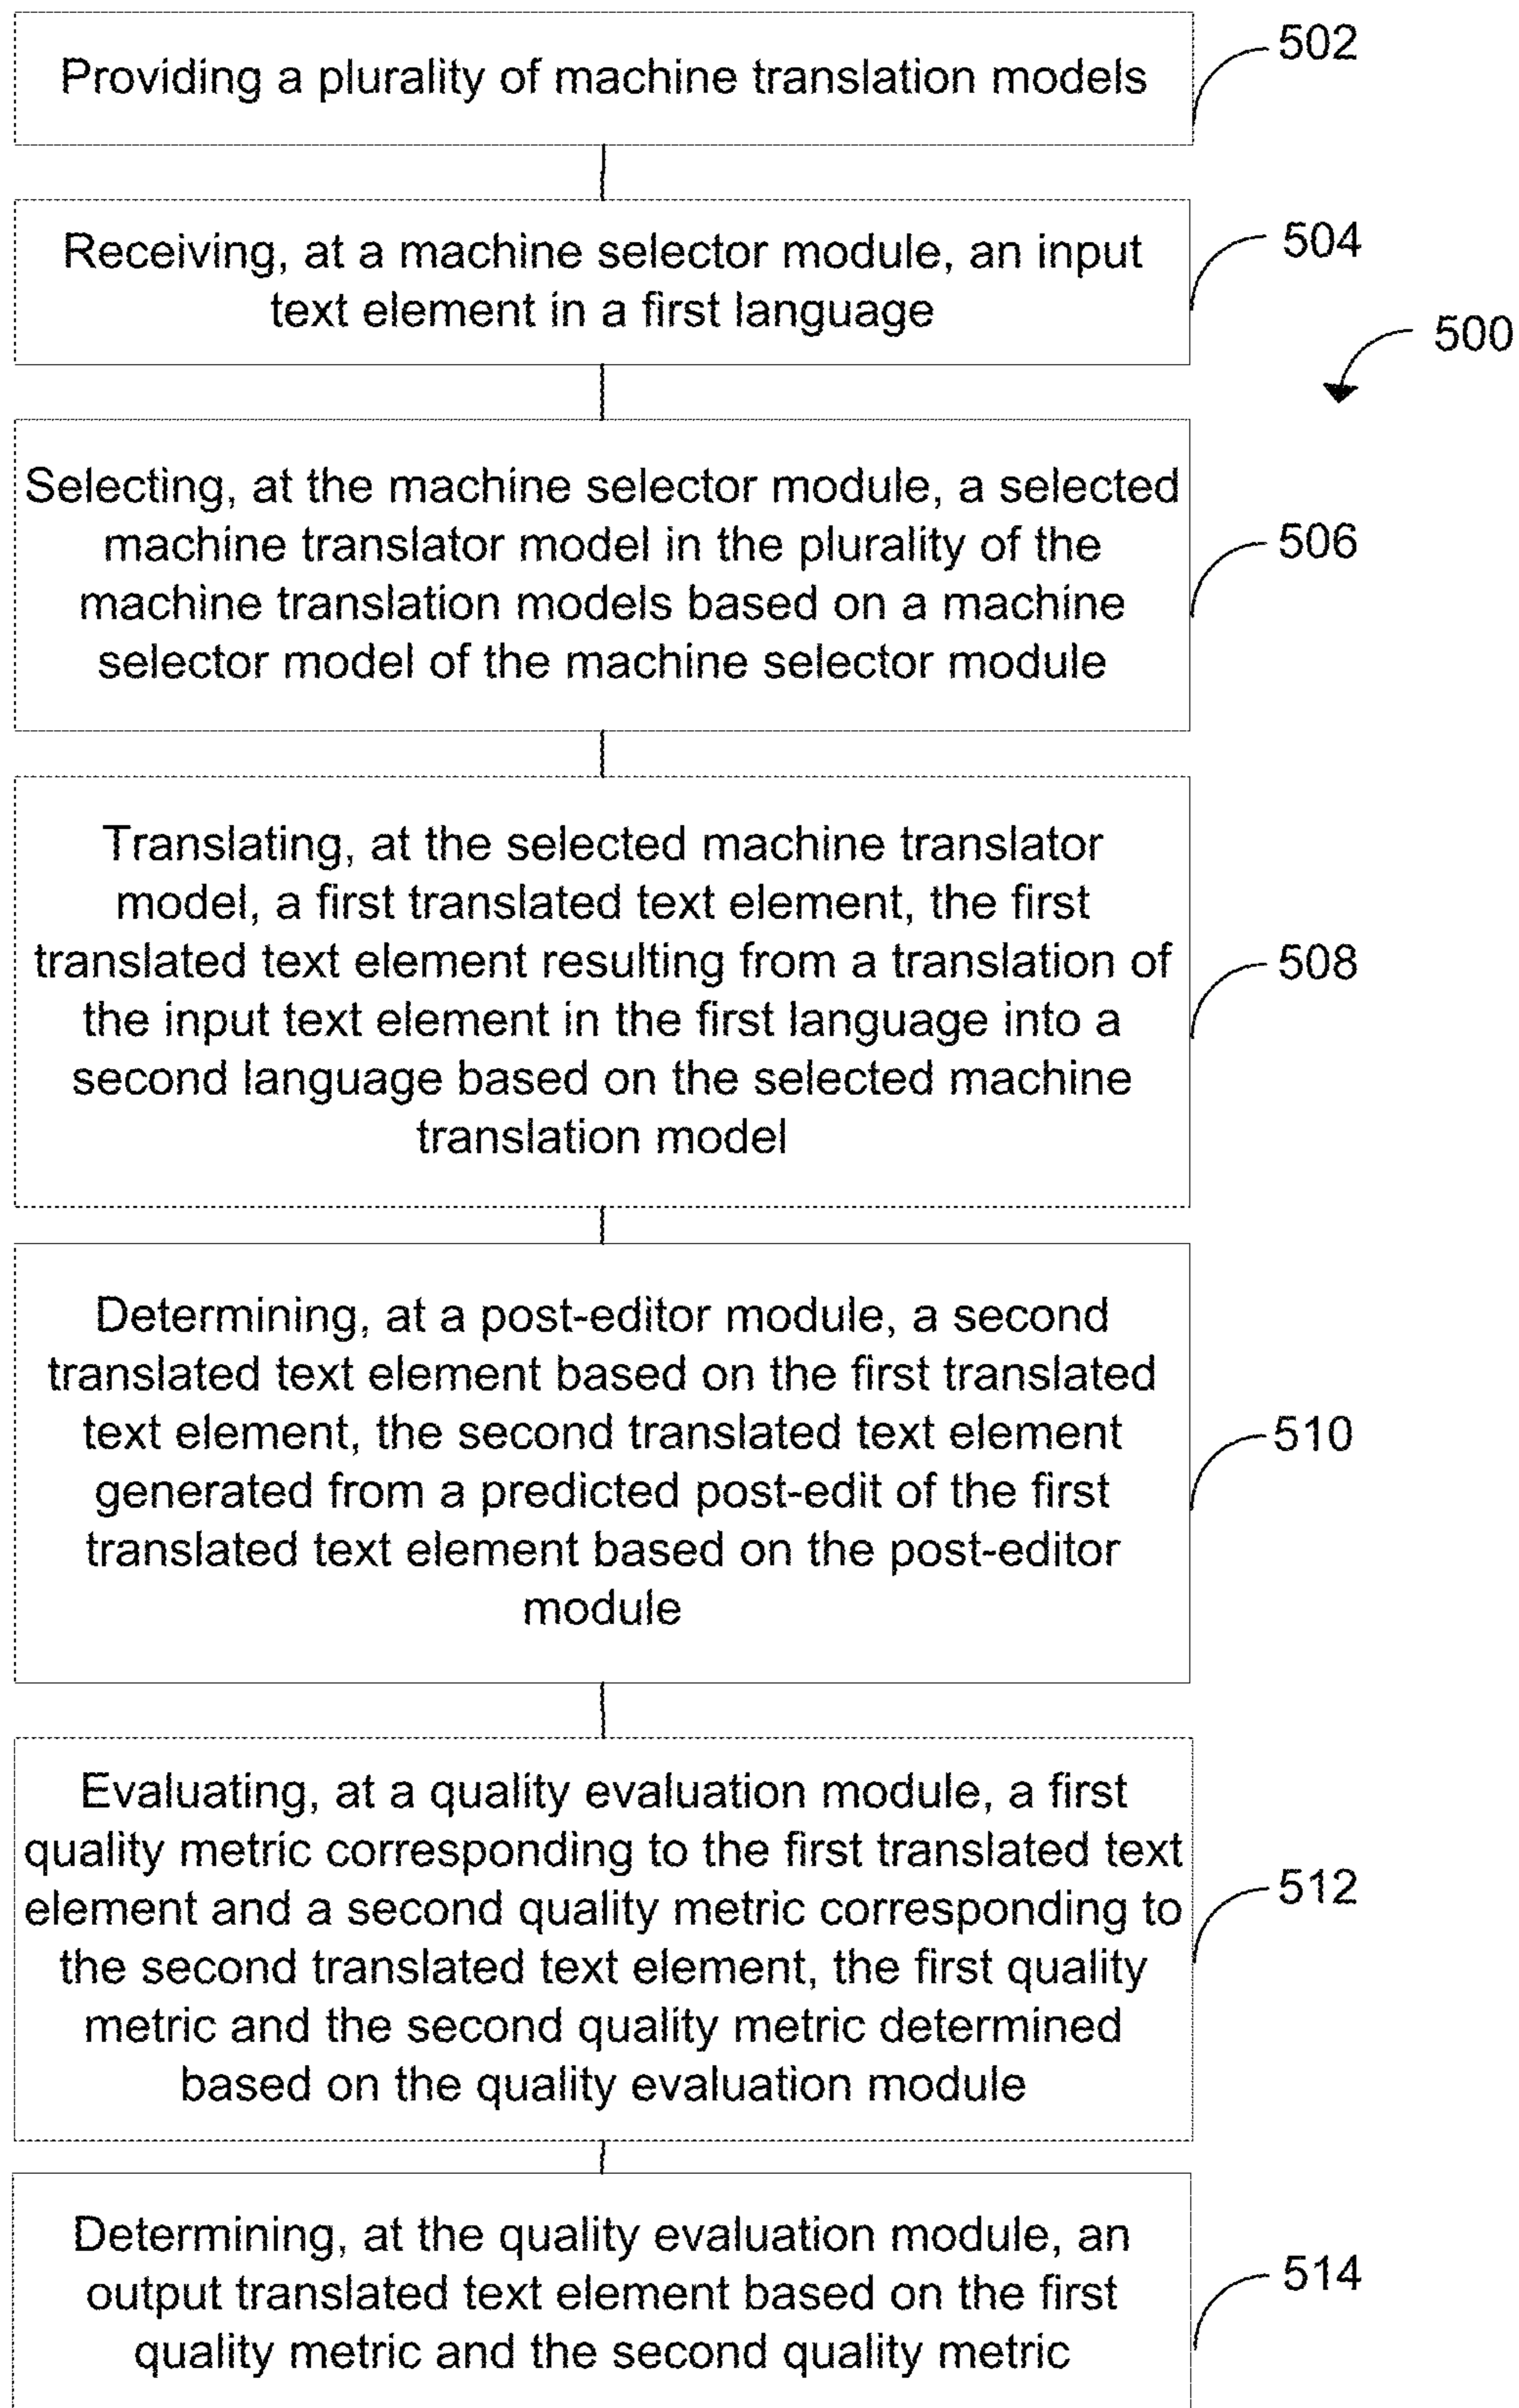 Providing a plurality of machine translation models
502
Receiving, at a machine selector module, an input
text element in a first language
504
500
Selecting, at the machine selector module, a selected
machine translator model in the plurality of the
machine translation models based on a machine
selector model of the machine selector module
506
Translating, at the selected machine translator
model, a first translated text element, the first
translated text element resulting from a translation of
the input text element in the first language into a
second language based on the selected machine
translation model
508
Determining, at a post-editor module, a second
translated text element based on the first translated
text element, the second translated text element
generated from a predicted post-edit of the first
translated text element based on the post-editor
module
510
Evaluating, at a quality evaluation module, a first
quality metric corresponding to the first translated text
element and a second quality metric corresponding to
the second translated text element, the first quality
metric and the second quality metric determined
based on the quality evaluation module
512
Determining, at the quality evaluation module, an
output translated text element based on the first
quality metric and the second quality metric
514